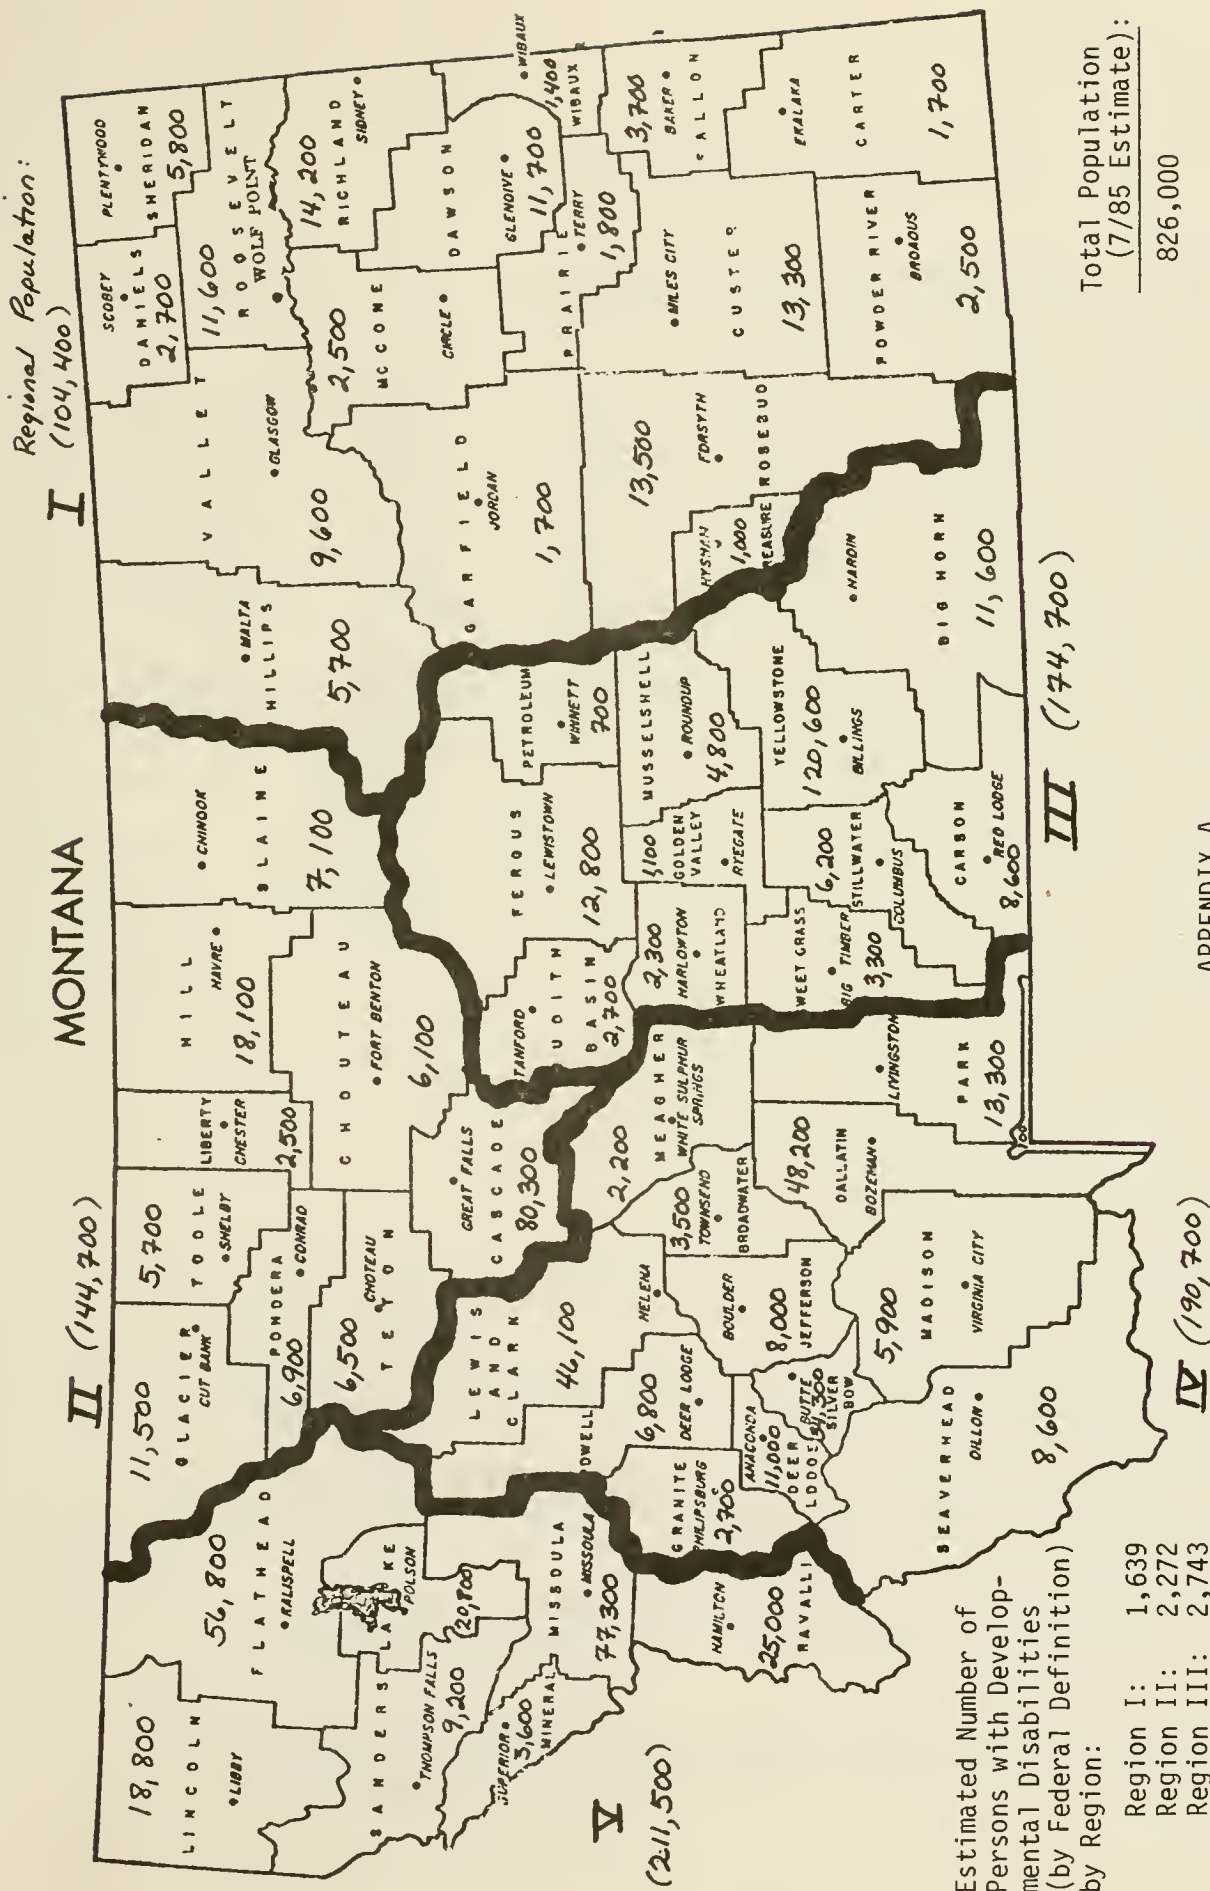 MONTANA
Regional Population:
I (104,400)
II (144,700)
III (174,700)
IV (190,700)
V
(211,500)
18,800
LINCOLN
LIBBY
56,800
FLATHEAD
KALISPELL
LAKE
POLSON
(20,800)
SANDERS
THOMPSON FALLS
9,200
SUPERIOR
3,600
MINERAL
MISSOULA
MISSOULA
77,300
HAMILTON
25,000
RAVALLI
11,500
GLACIER
CUT BANK
5,700
TOOLE
SHELBY
PONDERA
CONRAD
6,900
6,500
CHOTEAU
TETON
LIBERTY
CHESTER
2,500
HILL
HAVRE
18,100
CHOUTEAU
FORT BENTON
6,100
CHINOOK
BLAINE
7,100
GREAT FALLS
CASCADE
80,300
MALTA
PHILLIPS
5,700
VALLEY
GLASGOW
9,600
SCOBEY
DANIELS
2,700
PLENTYWOOD
SHERIDAN
5,800
11,600
ROOSEVELT
WOLF POINT
14,200
RICHLAND
SIDNEY
2,500
MCCONE
CIRCLE
DAWSON
GLENDIVE
11,700
WIBAUX
1,400
WIBAUX
PRAIRIE
TERRY
1,800
GARFIELD
JORDAN
1,700
13,500
FORSYTH
ROSEBUD
HYSHAM
1,000
TREASURE
MILES CITY
CUSTER
13,300
3,700
BAKER
FALLON
EKALAKA
CARTER
1,700
POWDER RIVER
BROADUS
2,500
PETROLEUM
WINNETT
700
FERGUS
LEWISTOWN
12,800
STANFORD
JUDITH
BASIN
2,700
MUSSELSHELL
ROUNDUP
4,800
1,100
GOLDEN
VALLEY
RYEGATE
2,300
HARLOWTON
WHEATLAND
YELLOWSTONE
120,600
BILLINGS
6,200
STILLWATER
COLUMBUS
SWEET GRASS
BIG TIMBER
3,300
CARBON
RED LODGE
8,600
HARDIN
BIG HORN
11,600
LEWIS
AND
CLARK
46,100
HELENA
POWELL
6,800
DEER LODGE
GRANITE
PHILIPSBURG
2,700
ANACONDA
11,000
DEER
LODGE
BUTTE
SILVER
BOW
BOULDER
8,000
JEFFERSON
3,500
TOWNSEND
BROADWATER
2,200
MEAGHER
WHITE SULPHUR
SPRINGS
48,200
GALLATIN
BOZEMAN
LIVINGSTON
PARK
13,300
100
5,900
MADISON
VIRGINIA CITY
BEAVERHEAD
DILLON
8,600
Estimated Number of
Persons with Develop-
mental Disabilities
(by Federal Definition)
by Region:
Region I: 1,639
Region II: 2,272
Region III: 2,743
Total Population
(7/85 Estimate):
826,000
APPENDIX A